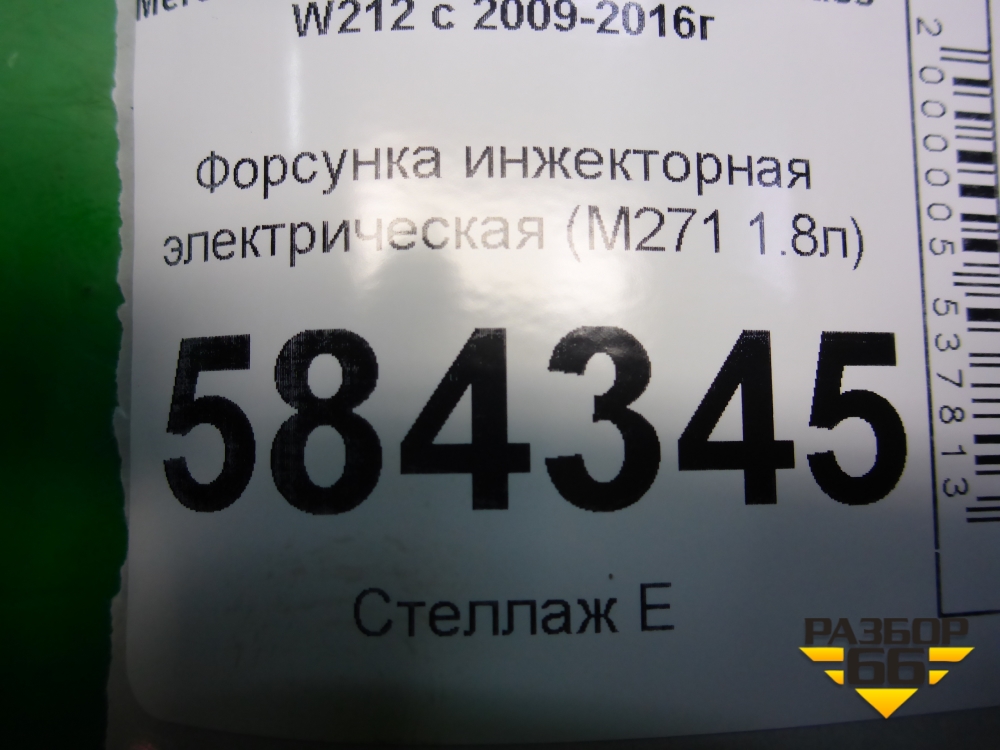 W212 с 2009-2016г
Форсунка инжекторная
электрическая (М271 1.8л)
584345
Стеллаж Е
2000005537813
РАЗБОР
66